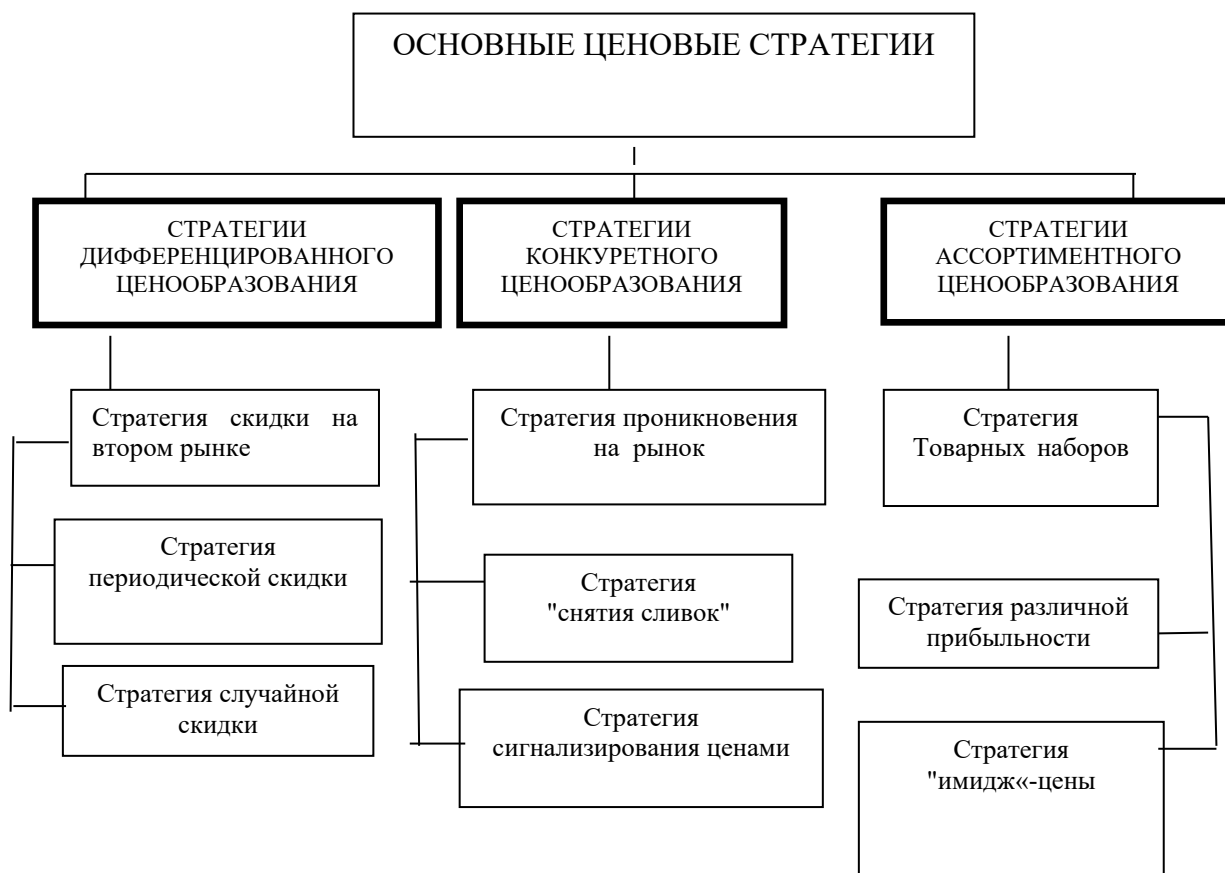 ОСНОВНЫЕ ЦЕНОВЫЕ СТРАТЕГИИ
СТРАТЕГИИ
ДИФФЕРЕНЦИРОВАННОГО
ЦЕНООБРАЗОВАНИЯ
СТРАТЕГИИ
КОНКУРЕТНОГО
ЦЕНООБРАЗОВАНИЯ
СТРАТЕГИИ
АССОРТИМЕНТНОГО
ЦЕНООБРАЗОВАНИЯ
Стратегия скидки на
втором рынке
Стратегия проникновения
на рынок
Стратегия
Товарных наборов
Стратегия
периодической скидки
Стратегия
"снятия сливок"
Стратегия различной
прибыльности
Стратегия случайной
скидки
Стратегия
сигнализирования ценами
Стратегия
"имидж«-цены